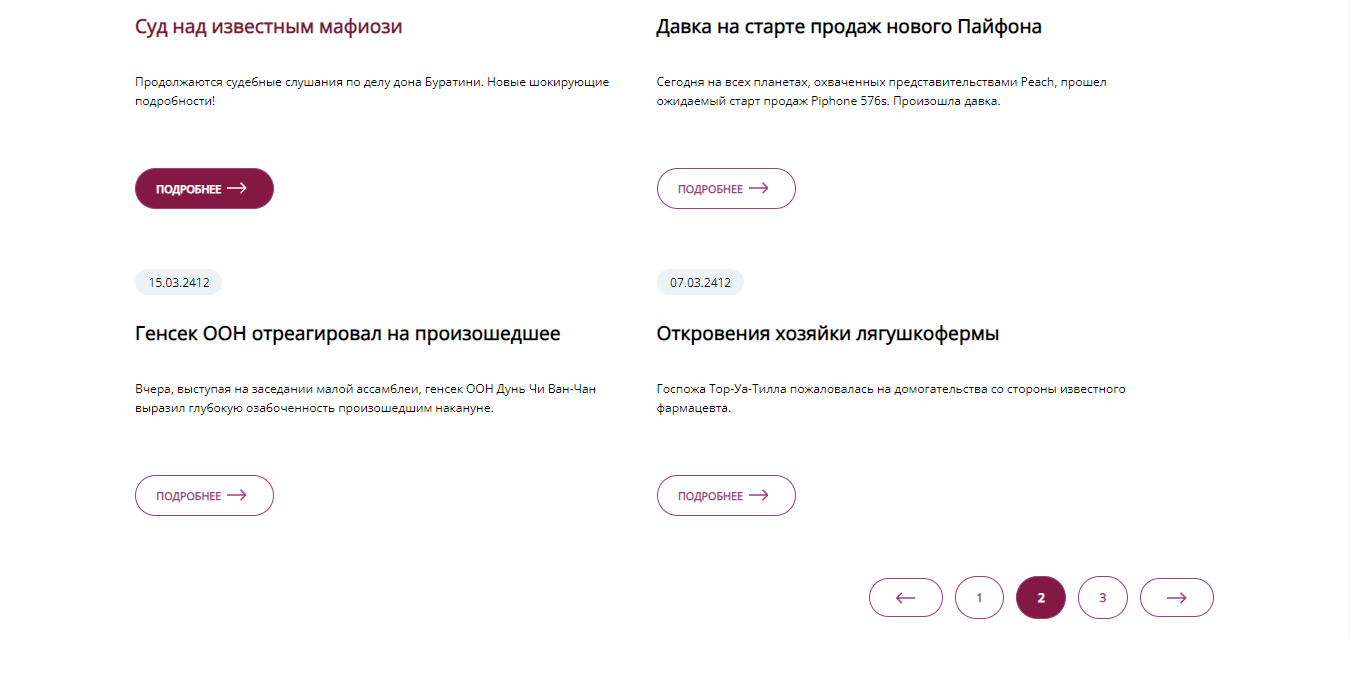 Суд над известным мафиози
Продолжаются судебные слушания по делу дона Буратини. Новые шокирующие
подробности!
ПОДРОБНЕЕ →
Давка на старте продаж нового Пайфона
Сегодня на всех планетах, охваченных представительствами Peach, прошел
ожидаемый старт продаж Piphone 576s. Произошла давка.
ПОДРОБНЕЕ →
15.03.2412
Генсек ООН отреагировал на произошедшее
Вчера, выступая на заседании малой ассамблеи, генсек ООН Дунь Чи Ван-Чан
выразил глубокую озабоченность произошедшим накануне.
ПОДРОБНЕЕ →
07.03.2412
Откровения хозяйки лягушкофермы
Госпожа Тор-Уа-Тилла пожаловалась на домогательства со стороны известного
фармацевта.
ПОДРОБНЕЕ →
← 1 2 3 →